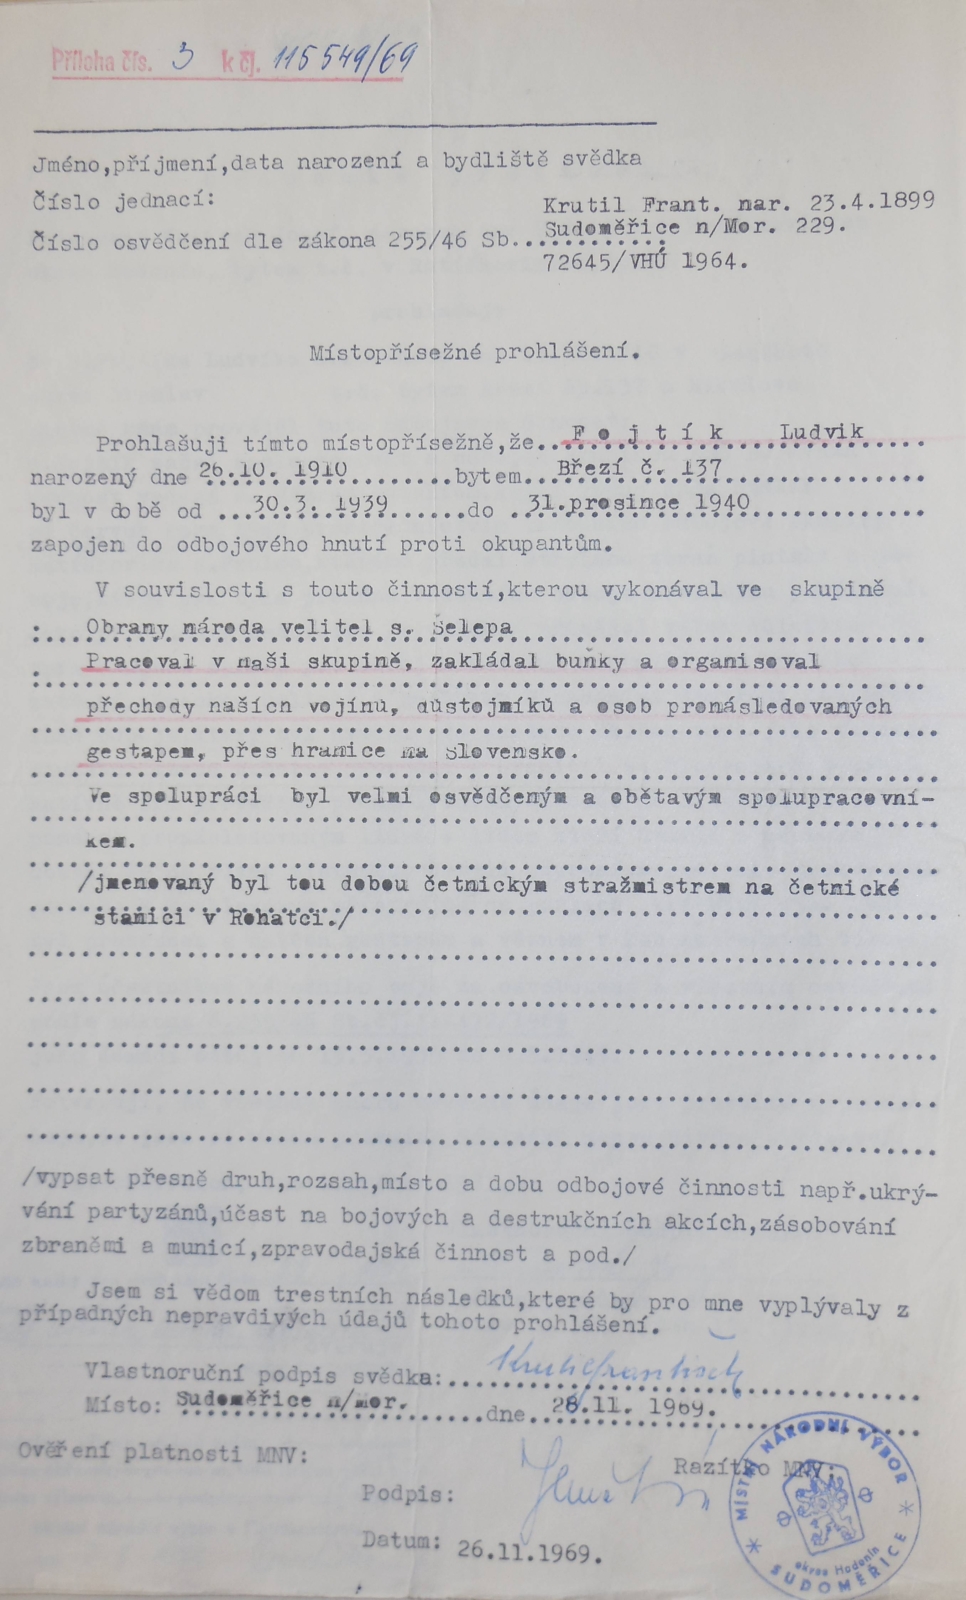 Příloha čís. 3 k čj. 115549/69
Jméno,příjmení,data narození a bydliště svědka
Číslo jednací:
Krutil Frant. nar. 23.4.1899
Číslo osvědčení dle zákona 255/46 Sb. Sudoměřice n/Mor. 229.
72645/VHÚ 1964.
Místopřísežné prohlášení.
Prohlašuji tímto místopřísežně,že F o j t í k Ludvik
narozený dne 26.10. 1910 bytem Březí č. 137
byl v době od 30.3. 1939 do 31.prosince 1940
zapojen do odbojového hnutí proti okupantům.
V souvislosti s touto činností,kterou vykonával ve skupině
: Obrany národa velitel s. Šelepa
: Pracoval v naši skupině, zakládal buňky a organisoval
přechody našícn vojínu, dustojmíků a osob pronásledovaných
gestapem, přes hranice na Slovensko.
Ve spolupráci byl velmi osvědčeným a obětavým spolupracovní-
kem.
/jmenovaný byl tou dobou četnickým stražmistrem na četnické
stanici v Rohatci./
/vypsat přesně druh,rozsah,místo a dobu odbojové činnosti např.ukrý-
vání partyzánů,účast na bojových a destrukčních akcích,zásobování
zbraněmi a municí,zpravodajská činnost a pod./
Jsem si vědom trestních následků,které by pro mne vyplývaly z
případných nepravdivých údajů tohoto prohlášení.
Vlastnoruční podpis svědka: Krutil František
Místo: Sudoměřice n/mor. dne 28.11. 1969.
Ověření platnosti MNV: Razítko MNV:
Podpis:
Datum: 26.11.1969.
MÍSTNÍ NÁRODNÍ VÝBOR
okres Hodonín
SUDOMĚŘICE